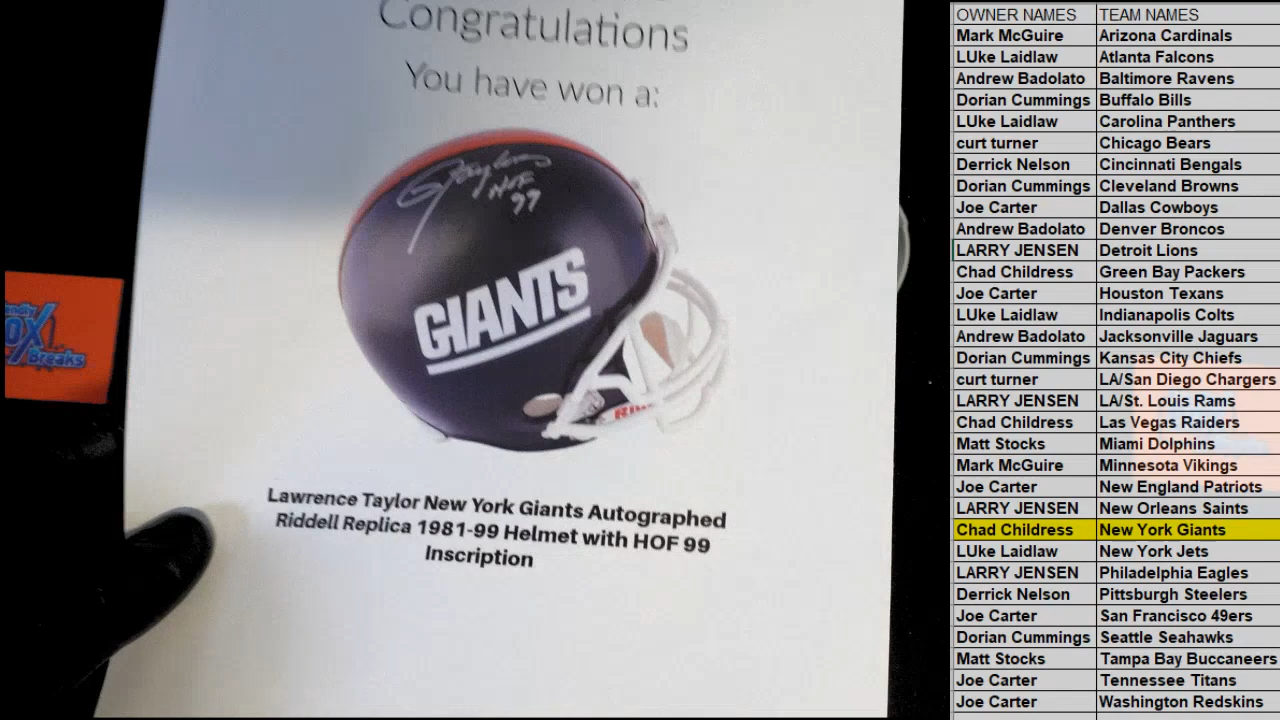 Congratulations
You have won a:
HOF
GIANTS
Lawrence Taylor New York Giants Autographed
Riddell Replica 1981-99 Helmet with HOF 99
Inscription
OX
Breaks
OWNER NAMES TEAM NAMES
Mark McGuire Arizona Cardinals
LUke Laidlaw Atlanta Falcons
Andrew Badolato Baltimore Ravens
Dorian Cummings Buffalo Bills
LUke Laidlaw Carolina Panthers
curt turner Chicago Bears
Derrick Nelson Cincinnati Bengals
Dorian Cummings Cleveland Browns
Joe Carter Dallas Cowboys
Andrew Badolato Denver Broncos
LARRY JENSEN Detroit Lions
Chad Childress Green Bay Packers
Joe Carter Houston Texans
LUke Laidlaw Indianapolis Colts
Andrew Badolato Jacksonville Jaguars
Dorian Cummings Kansas City Chiefs
curt turner LA/San Diego Chargers
LARRY JENSEN LA/St. Louis Rams
Chad Childress Las Vegas Raiders
Matt Stocks Miami Dolphins
Mark McGuire Minnesota Vikings
Joe Carter New England Patriots
LARRY JENSEN New Orleans Saints
Chad Childress New York Giants
LUke Laidlaw New York Jets
LARRY JENSEN Philadelphia Eagles
Derrick Nelson Pittsburgh Steelers
Joe Carter San Francisco 49ers
Dorian Cummings Seattle Seahawks
Matt Stocks Tampa Bay Buccaneers
Joe Carter Tennessee Titans
Joe Carter Washington Redskins